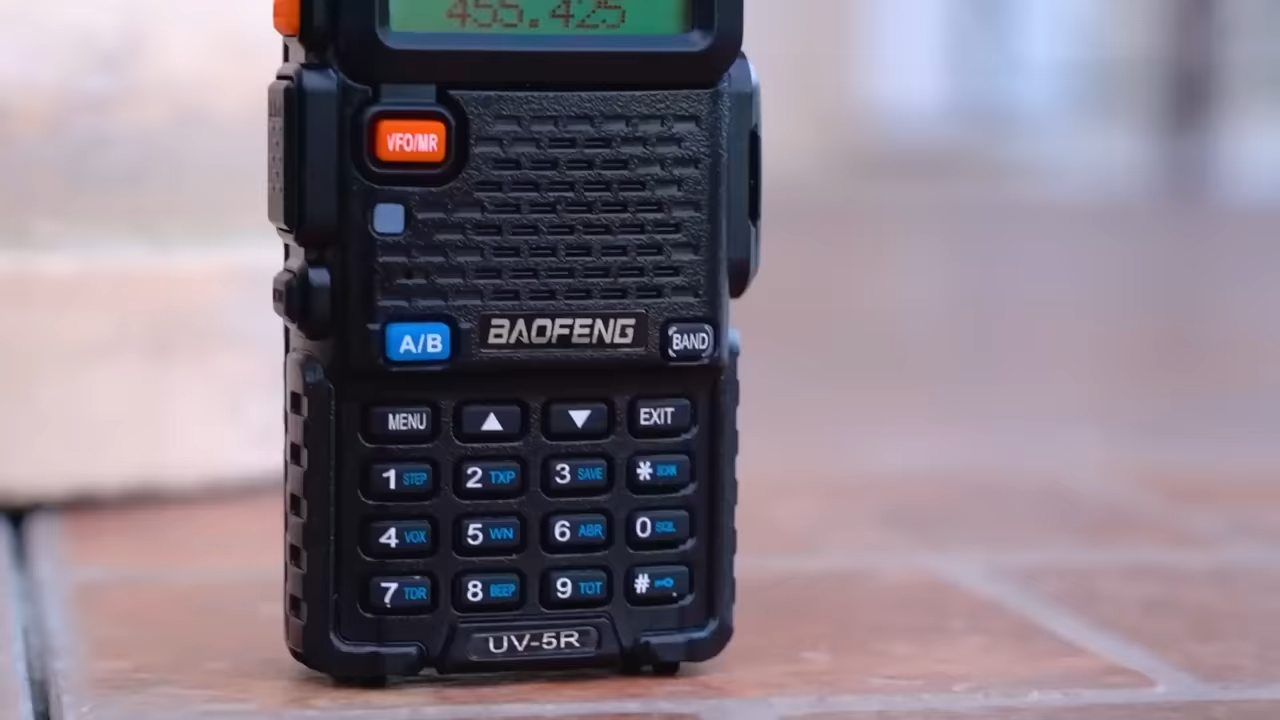 455.425
VFO/MR
A/B BAOFENG BAND
MENU ▲ ▼ EXIT
1 STEP 2 TXP 3 SAVE * SCAN
4 VOX 5 WN 6 ABR 0 SQL
7 TDR 8 BEEP 9 TOT #
UV-5R